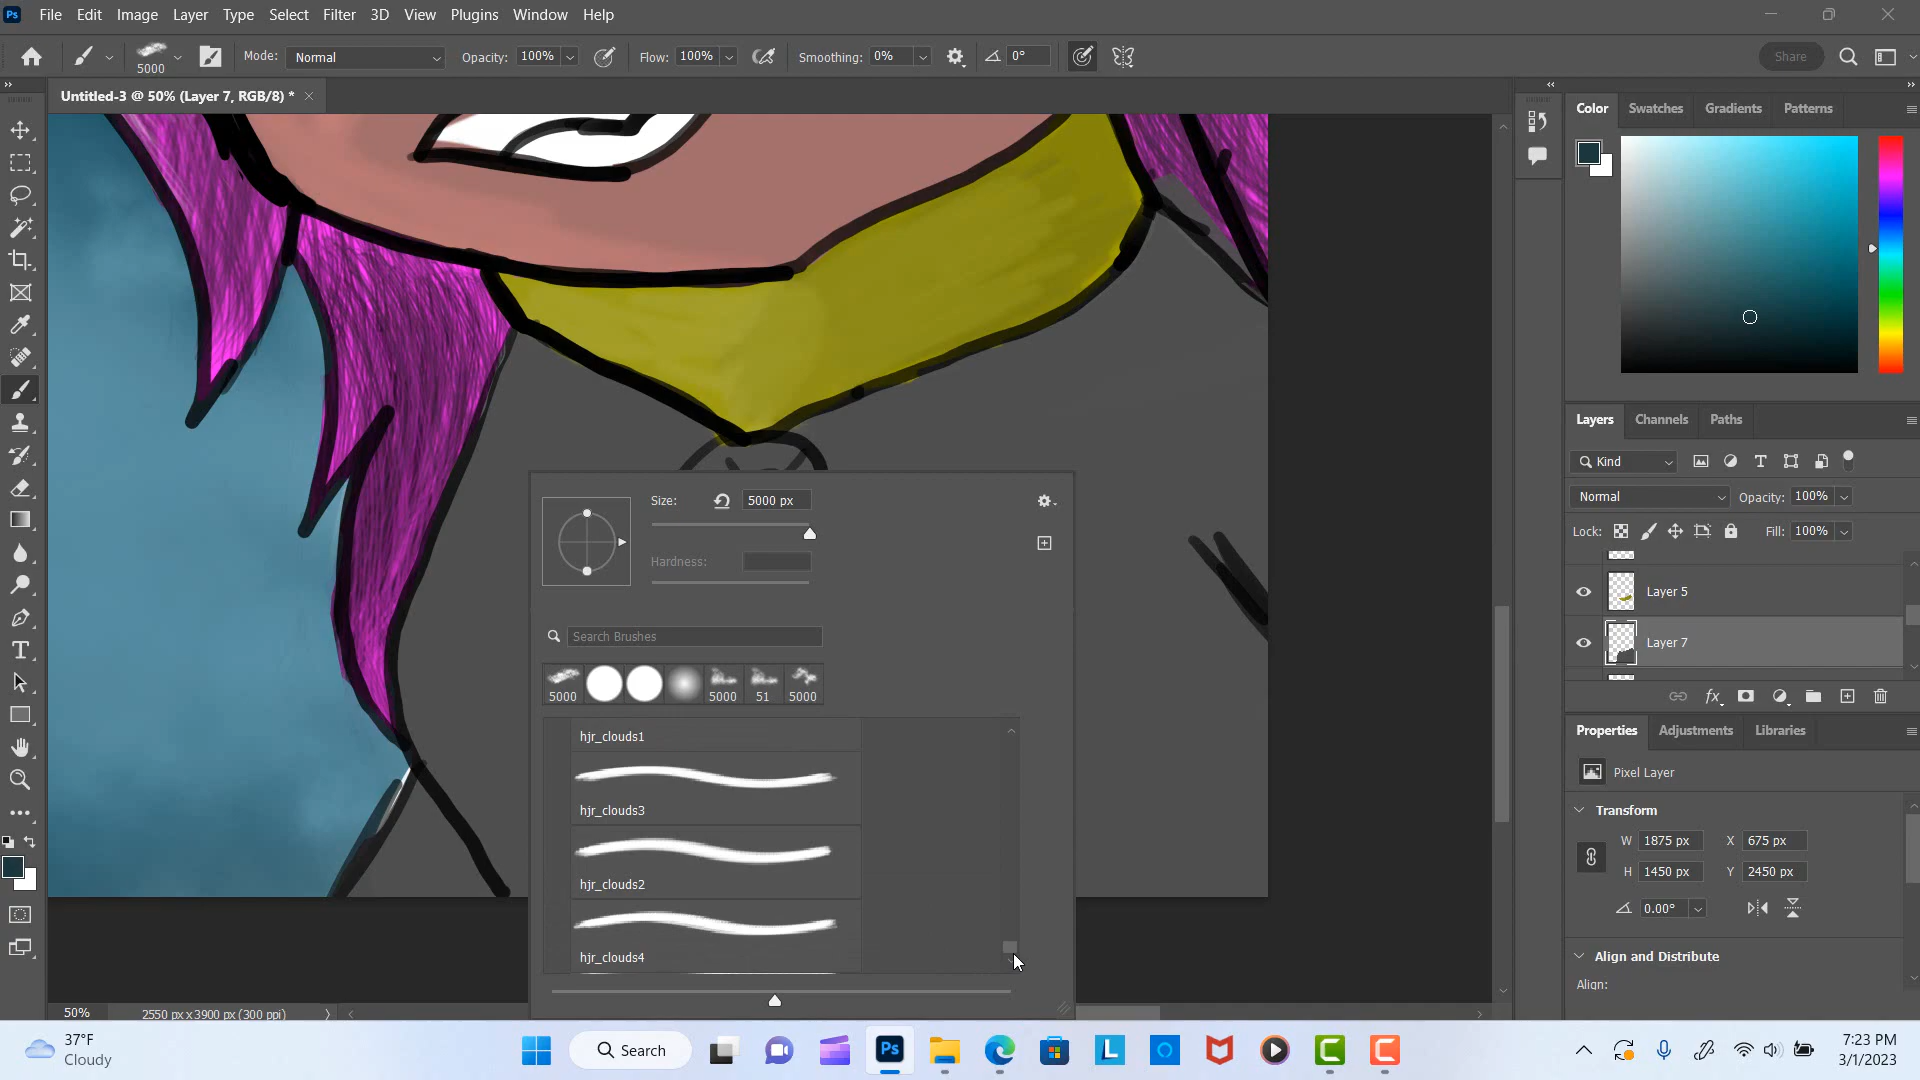 Ps File Edit Image Layer Type Select Filter 3D View Plugins Window Help
5000 Mode: Normal Opacity: 100% Flow: 100% Smoothing: 0% 0° Share
Untitled-3 @ 50% (Layer 7, RGB/8) *
Color Swatches Gradients Patterns
Layers Channels Paths
Kind
Normal Opacity: 100%
Lock: Fill: 100%
Layer 5
Layer 7
fx
Properties Adjustments Libraries
Pixel Layer
Transform
W 1875 px X 675 px
H 1450 px Y 2450 px
0.00°
Align and Distribute
Align:
Size: 5000 px
Hardness:
Search Brushes
5000 5000 51 5000
hjr_clouds1
hjr_clouds3
hjr_clouds2
hjr_clouds4
50% 2550 px x 3900 px (300 ppi)
37°F
Cloudy
Search
Ps
L
7:23 PM
3/1/2023